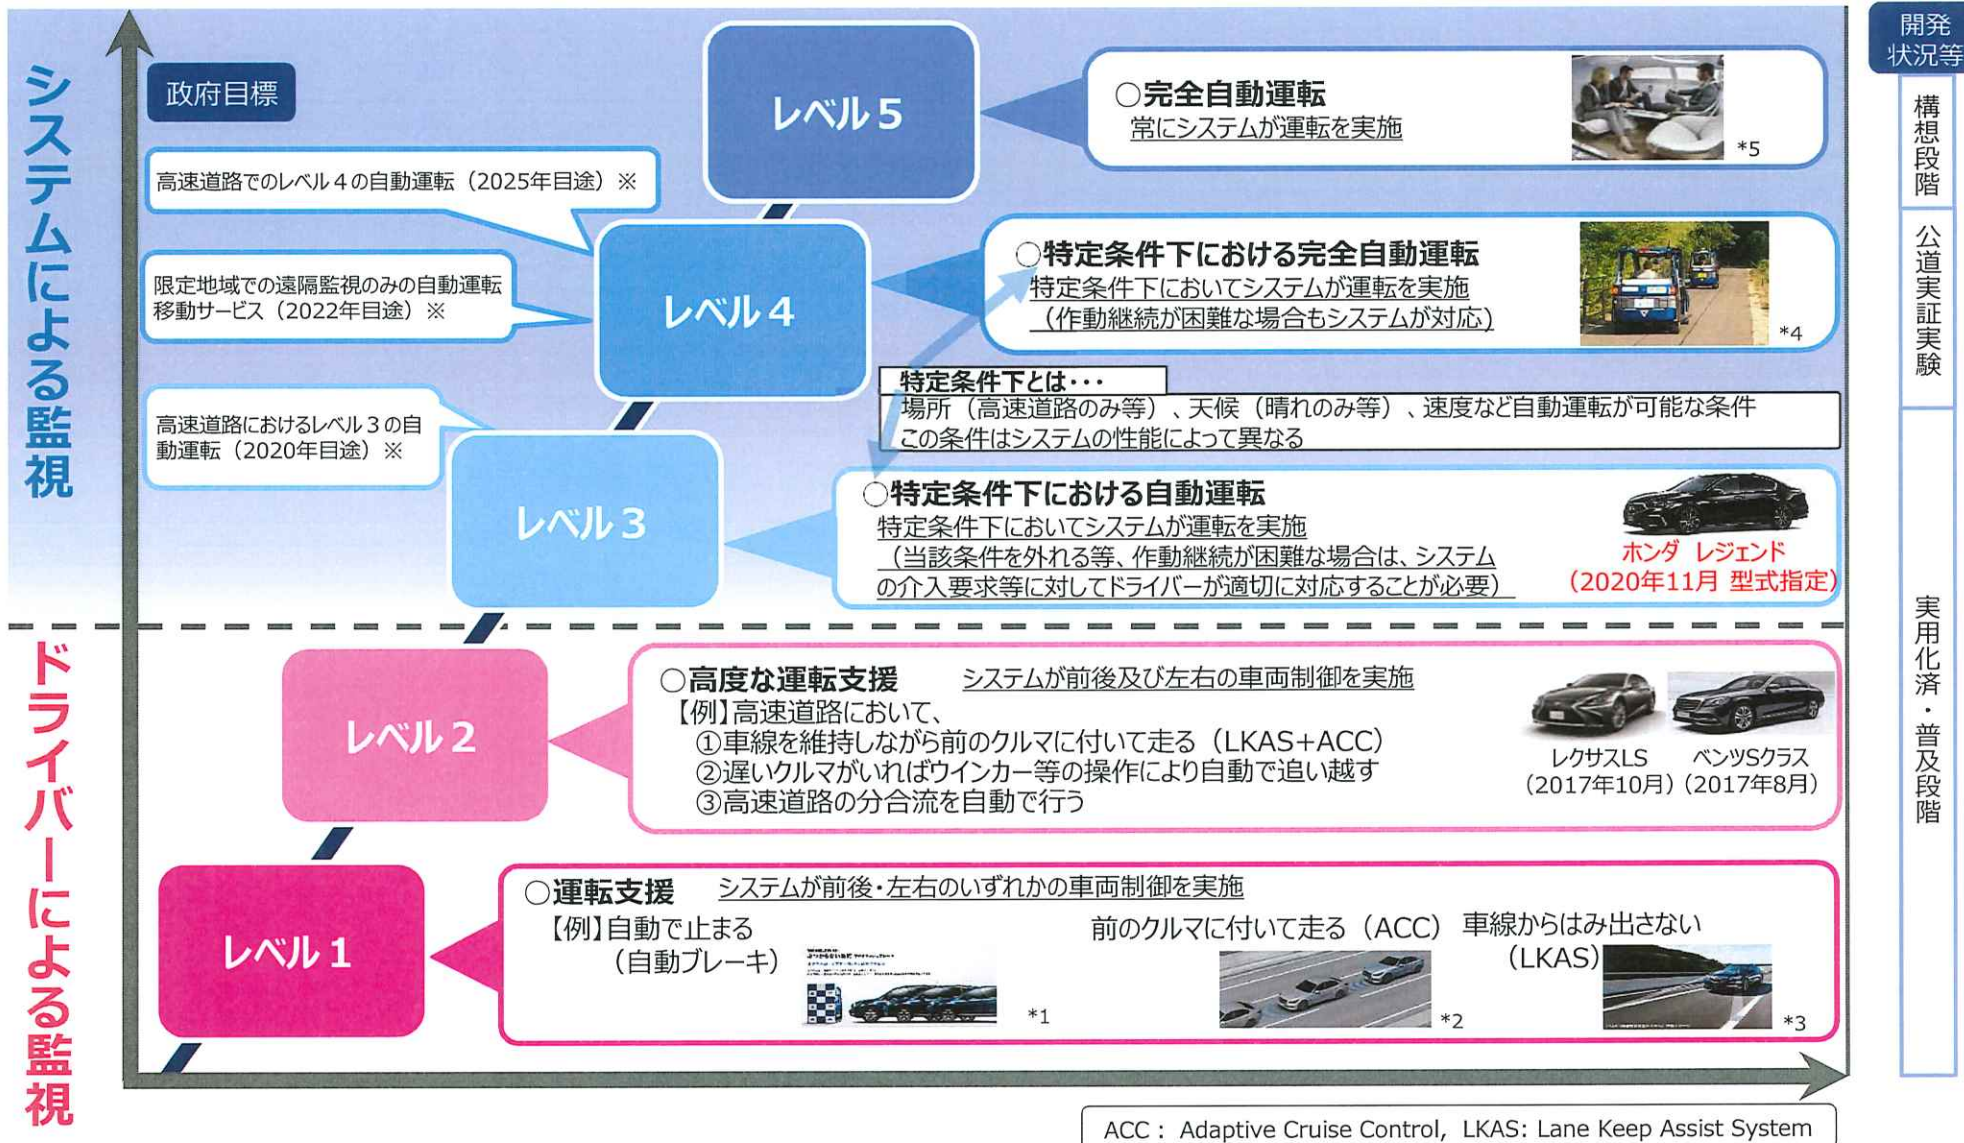 システムによる監視
ドライバーによる監視
政府目標
高速道路でのレベル4の自動運転（2025年目途）※
限定地域での遠隔監視のみの自動運転
移動サービス（2022年目途）※
高速道路におけるレベル3の自
動運転（2020年目途）※
レベル5
○完全自動運転
常にシステムが運転を実施
*5
レベル4
○特定条件下における完全自動運転
特定条件下においてシステムが運転を実施
（作動継続が困難な場合もシステムが対応）
*4
特定条件下とは・・・
場所（高速道路のみ等）、天候（晴れのみ等）、速度など自動運転が可能な条件
この条件はシステムの性能によって異なる
レベル3
○特定条件下における自動運転
特定条件下においてシステムが運転を実施
（当該条件を外れる等、作動継続が困難な場合は、システム
の介入要求等に対してドライバーが適切に対応することが必要）
ホンダ レジェンド
（2020年11月 型式指定）
レベル2
○高度な運転支援 システムが前後及び左右の車両制御を実施
【例】高速道路において、
①車線を維持しながら前のクルマに付いて走る（LKAS+ACC）
②遅いクルマがいればウインカー等の操作により自動で追い越す
③高速道路の分合流を自動で行う
レクサスLS
（2017年10月）
ベンツSクラス
（2017年8月）
レベル1
○運転支援 システムが前後・左右のいずれかの車両制御を実施
【例】自動で止まる
（自動ブレーキ）
*1
前のクルマに付いて走る（ACC）
*2
車線からはみ出さない
（LKAS）
*3
開発
状況等
構想段階
公道実証実験
実用化済・普及段階
ACC： Adaptive Cruise Control, LKAS: Lane Keep Assist System